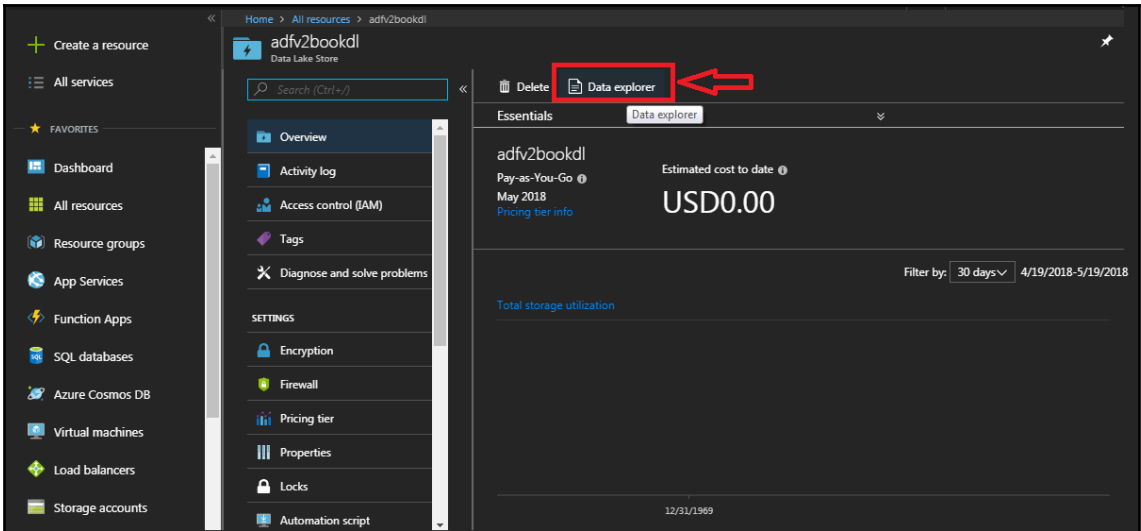 Home > All resources > adfv2bookdl
adfv2bookdl
Data Lake Store
Create a resource
All services
FAVORITES
Dashboard
All resources
Resource groups
App Services
Function Apps
SQL databases
Azure Cosmos DB
Virtual machines
Load balancers
Storage accounts
Search (Ctrl+/)
Overview
Activity log
Access control (IAM)
Tags
Diagnose and solve problems
SETTINGS
Encryption
Firewall
Pricing tier
Properties
Locks
Automation script
Delete
Data explorer
Essentials
Data explorer
adfv2bookdl
Pay-as-You-Go
May 2018
Pricing tier info
Estimated cost to date
USD0.00
Filter by: 30 days 4/19/2018-5/19/2018
Total storage utilization
12/31/1969